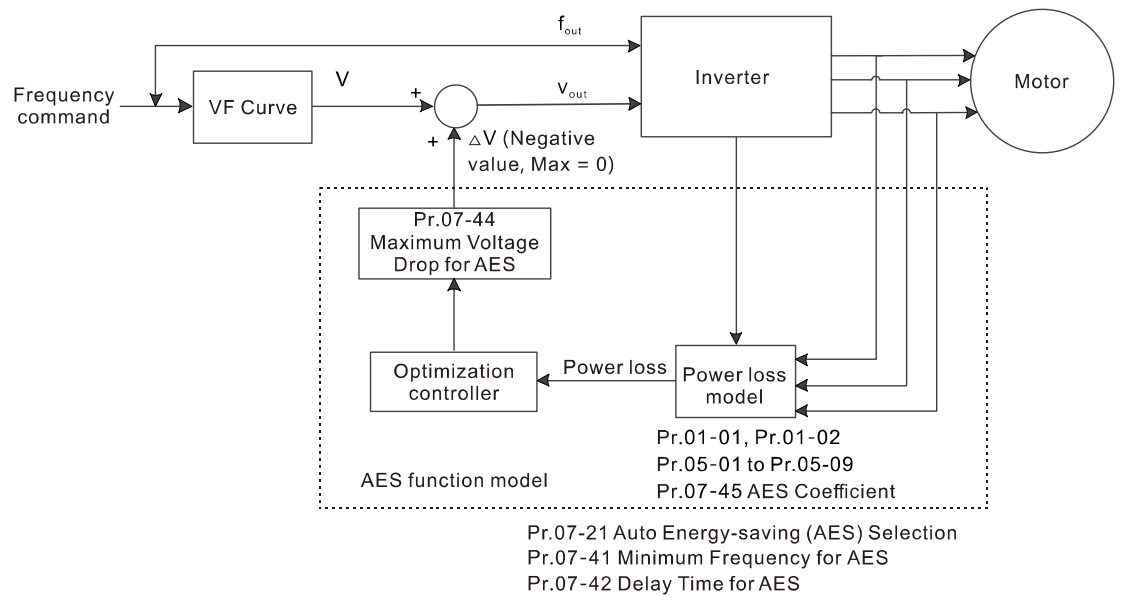 f out
Frequency
command
VF Curve
V
+
v out
Inverter
Motor
+
△V (Negative
value, Max = 0)
Pr.07-44
Maximum Voltage
Drop for AES
Optimization
controller
Power loss
Power loss
model
Pr.01-01, Pr.01-02
Pr.05-01 to Pr.05-09
Pr.07-45 AES Coefficient
AES function model
Pr.07-21 Auto Energy-saving (AES) Selection
Pr.07-41 Minimum Frequency for AES
Pr.07-42 Delay Time for AES